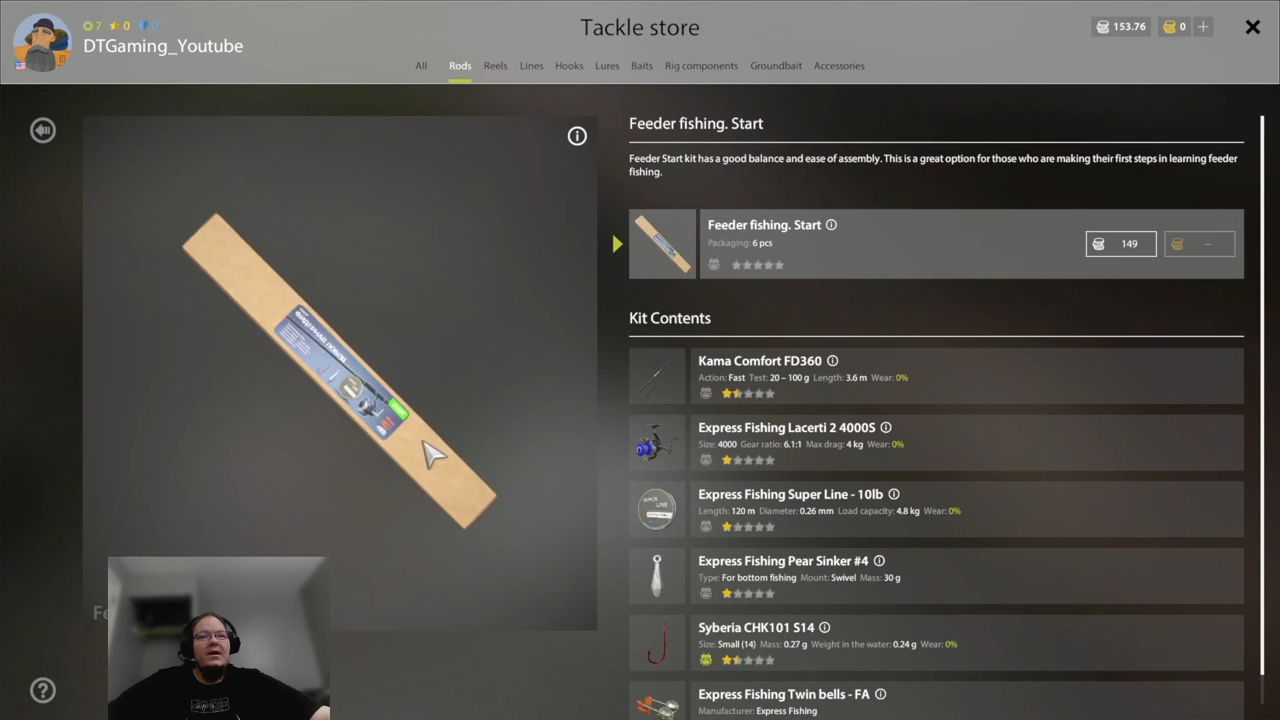 7 0 0
DTGaming_Youtube
Tackle store
153.76
0
All Rods Reels Lines Hooks Lures Baits Rig components Groundbait Accessories
Feeder fishing. Start
Feeder Start kit has a good balance and ease of assembly. This is a great option for those who are making their first steps in learning feeder
fishing.
Feeder fishing. Start
Packaging: 6 pcs
149
--
Kit Contents
Kama Comfort FD360
Action: Fast Test: 20 – 100 g Length: 3.6 m Wear: 0%
Express Fishing Lacerti 2 4000S
Size: 4000 Gear ratio: 6.1:1 Max drag: 4 kg Wear: 0%
Express Fishing Super Line - 10lb
Length: 120 m Diameter: 0.26 mm Load capacity: 4.8 kg Wear: 0%
Express Fishing Pear Sinker #4
Type: For bottom fishing Mount: Swivel Mass: 30 g
Syberia CHK101 S14
Size: Small (14) Mass: 0.27 g Weight in the water: 0.24 g Wear: 0%
Express Fishing Twin bells - FA
Manufacturer: Express Fishing
Fe